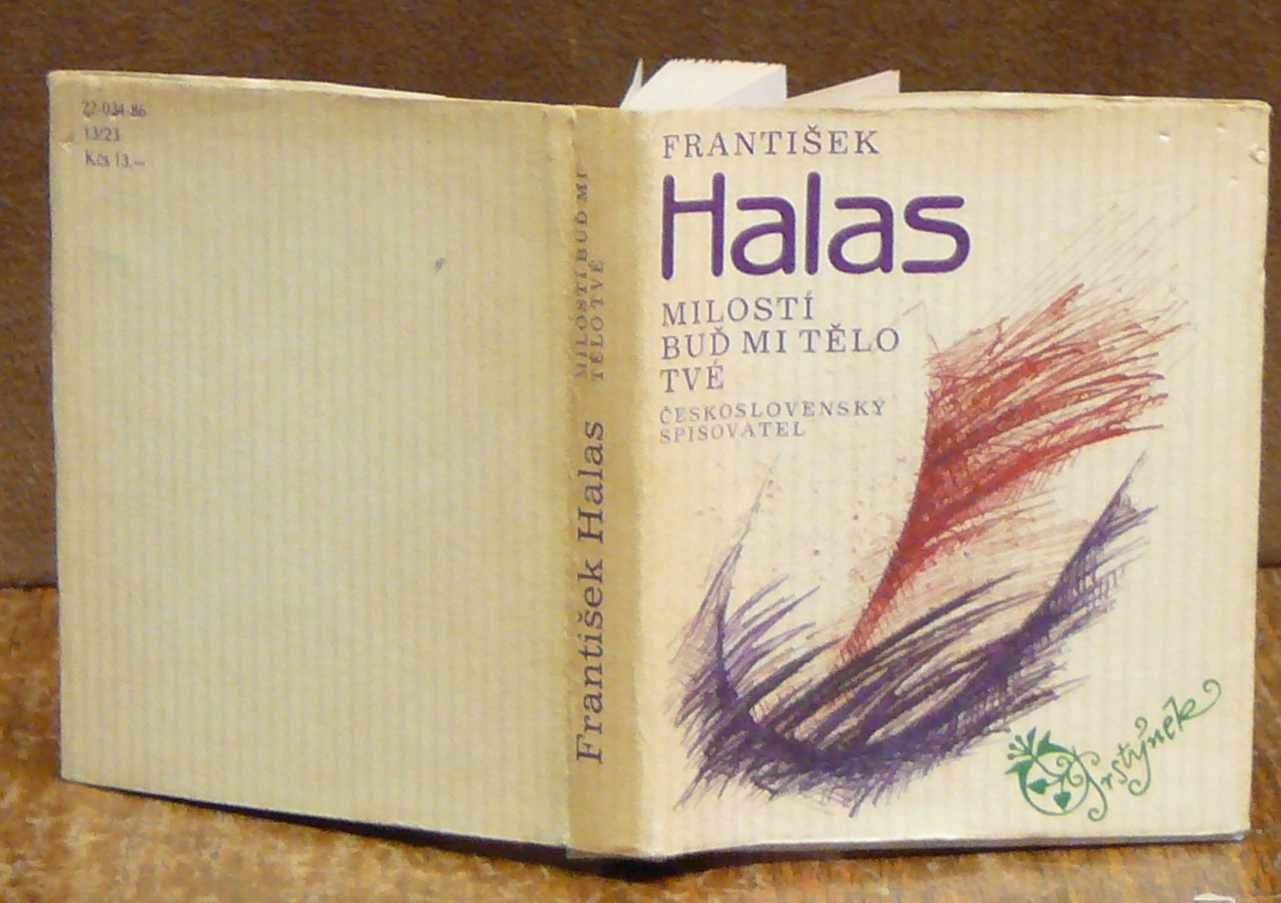 22-034-86
13/23
Kčs 13,—
MILOSTÍ BUĎ MI
TĚLO TVÉ
František Halas
FRANTIŠEK
Halas
MILOSTÍ
BUĎ MI TĚLO
TVÉ
ČESKOSLOVENSKÝ
SPISOVATEL
Prstýnek